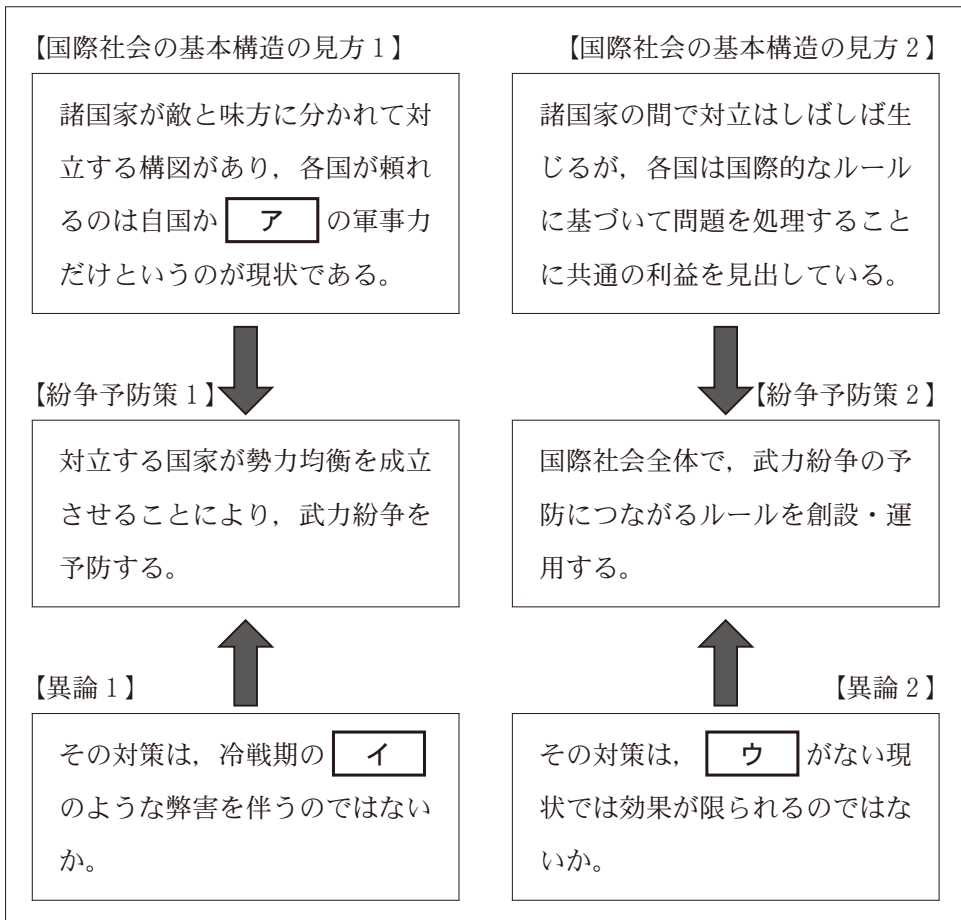 【国際社会の基本構造の見方1】
諸国家が敵と味方に分かれて対
立する構図があり，各国が頼れ
るのは自国か ア の軍事力
だけというのが現状である。
【国際社会の基本構造の見方2】
諸国家の間で対立はしばしば生
じるが，各国は国際的なルール
に基づいて問題を処理すること
に共通の利益を見出している。
【紛争予防策1】
対立する国家が勢力均衡を成立
させることにより，武力紛争を
予防する。
【紛争予防策2】
国際社会全体で，武力紛争の予
防につながるルールを創設・運
用する。
【異論1】
その対策は，冷戦期の イ
のような弊害を伴うのではない
か。
【異論2】
その対策は， ウ がない現
状では効果が限られるのではな
いか。